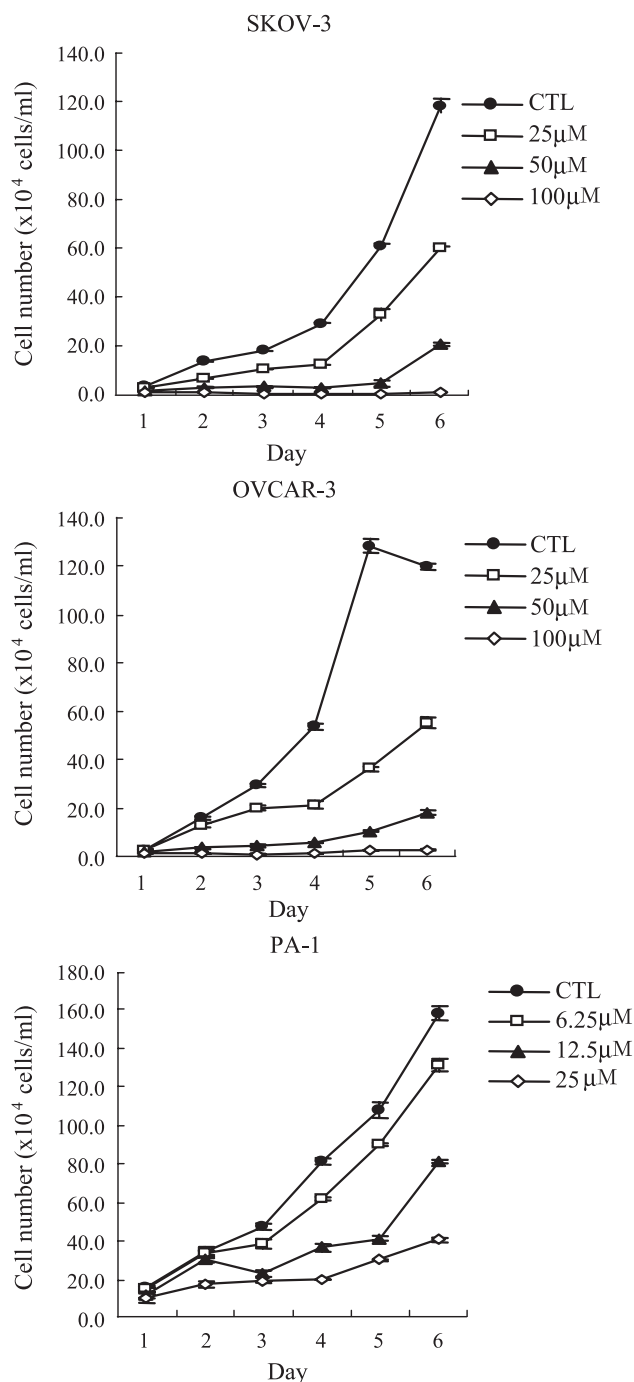 SKOV-3
Cell number (x10⁴ cells/ml)
140.0
120.0
100.0
80.0
60.0
40.0
20.0
0.0
1 2 3 4 5 6
Day
CTL
25µM
50µM
100µM
OVCAR-3
Cell number (x10⁴ cells/ml)
140.0
120.0
100.0
80.0
60.0
40.0
20.0
0.0
1 2 3 4 5 6
Day
CTL
25µM
50µM
100µM
PA-1
Cell number (x10⁴ cells/ml)
180.0
160.0
140.0
120.0
100.0
80.0
60.0
40.0
20.0
0.0
1 2 3 4 5 6
Day
CTL
6.25µM
12.5µM
25 µM